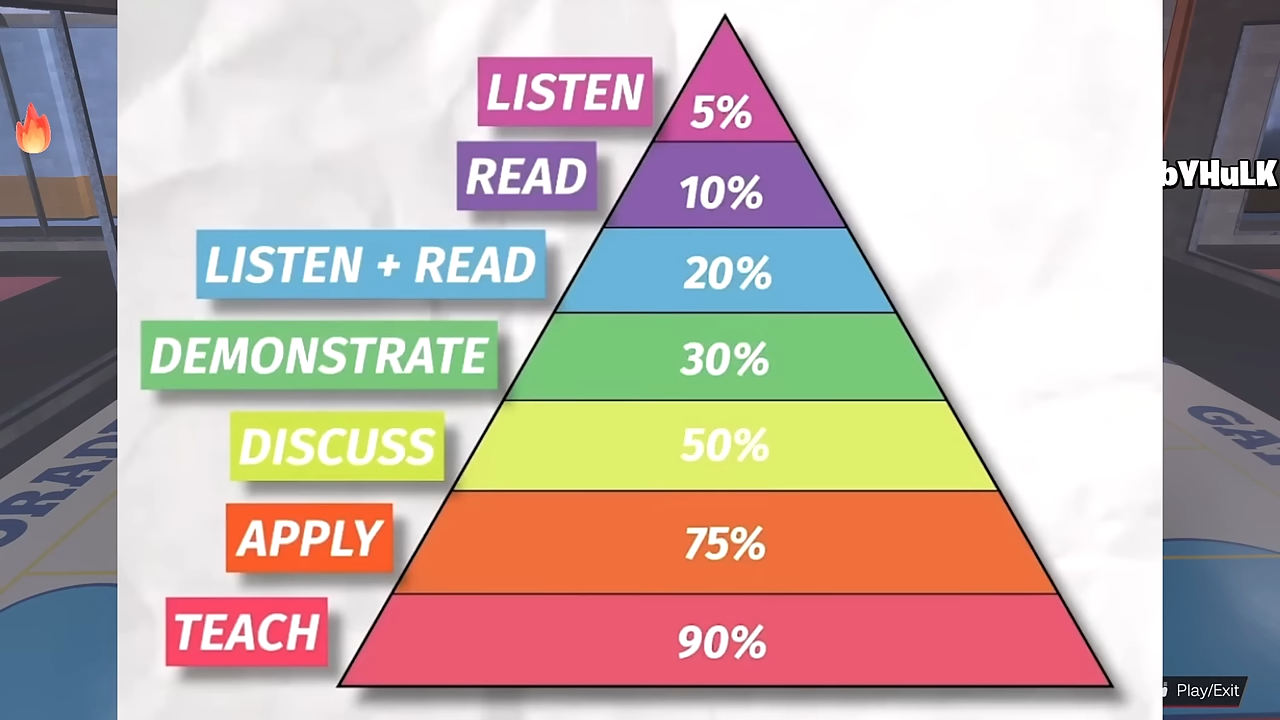 LISTEN
5%
READ
10%
LISTEN + READ
20%
DEMONSTRATE
30%
DISCUSS
50%
APPLY
75%
TEACH
90%
bYHuLK
Play/Exit